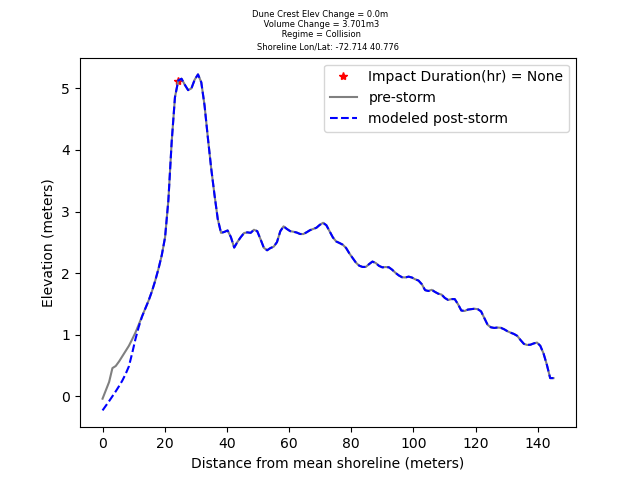 Dune Crest Elev Change = 0.0m
Volume Change = 3.701m3
Regime = Collision
Shoreline Lon/Lat: -72.714 40.776
Impact Duration(hr) = None
pre-storm
modeled post-storm
Elevation (meters)
5
4
3
2
1
0
0 20 40 60 80 100 120 140
Distance from mean shoreline (meters)